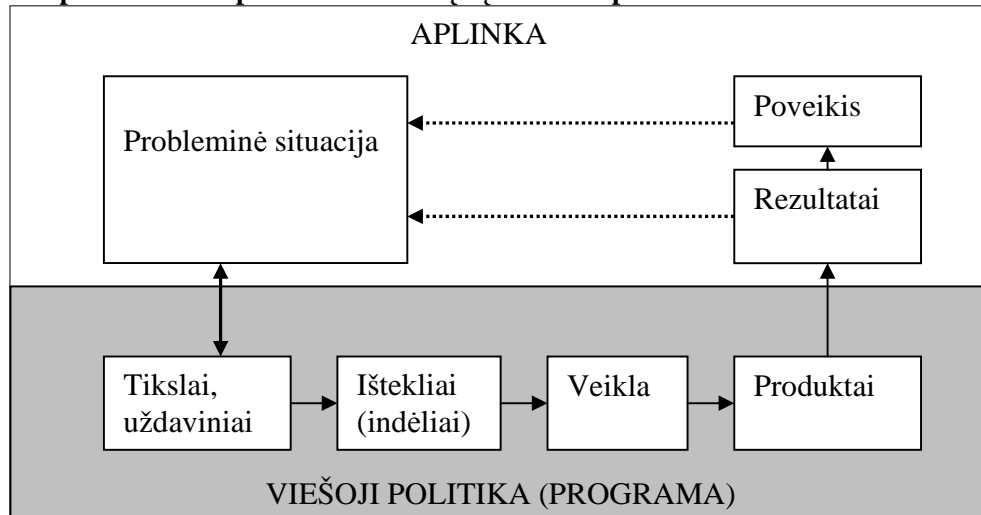 APLINKA
Probleminė situacija
Poveikis
Rezultatai
Tikslai,
uždaviniai
Ištekliai
(indėliai)
Veikla
Produktai
VIEŠOJI POLITIKA (PROGRAMA)